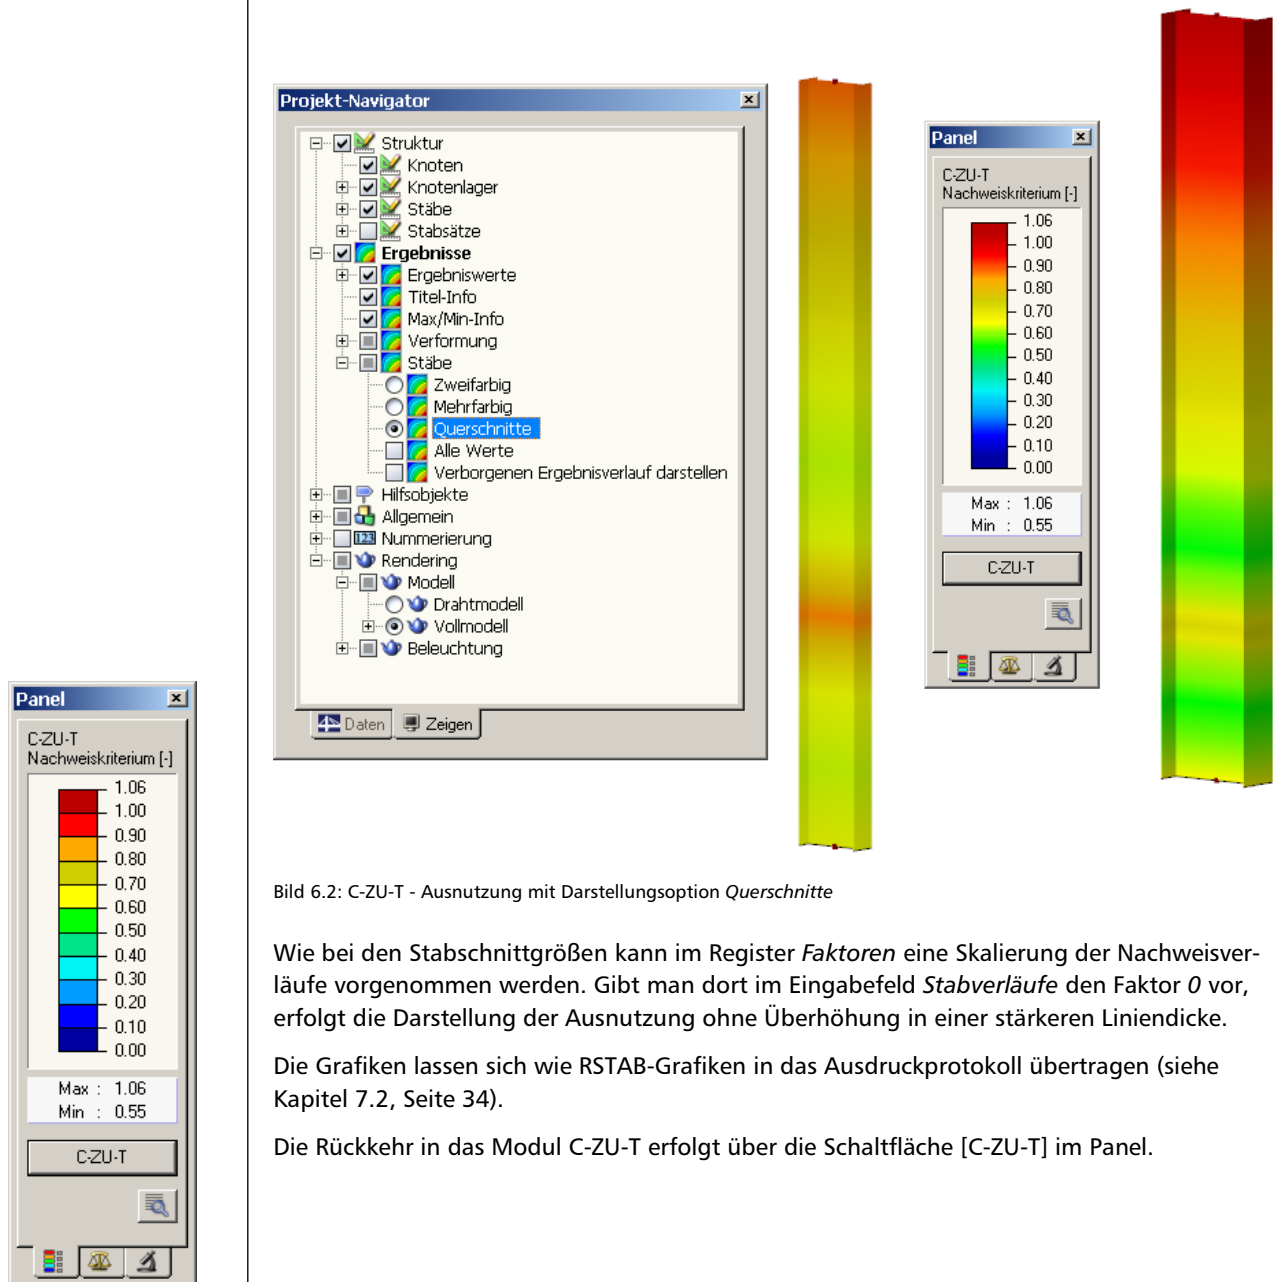 Projekt-Navigator
Struktur
Knoten
Knotenlager
Stäbe
Stabsätze
Ergebnisse
Ergebniswerte
Titel-Info
Max/Min-Info
Verformung
Stäbe
Zweifarbig
Mehrfarbig
Querschnitte
Alle Werte
Verborgenen Ergebnisverlauf darstellen
Hilfsobjekte
Allgemein
123 Nummerierung
Rendering
Modell
Drahtmodell
Vollmodell
Beleuchtung
Daten
Zeigen
Panel
C-ZU-T
Nachweiskriterium [-]
1.06
1.00
0.90
0.80
0.70
0.60
0.50
0.40
0.30
0.20
0.10
0.00
Max : 1.06
Min : 0.55
C-ZU-T
Panel
C-ZU-T
Nachweiskriterium [-]
1.06
1.00
0.90
0.80
0.70
0.60
0.50
0.40
0.30
0.20
0.10
0.00
Max : 1.06
Min : 0.55
C-ZU-T
Bild 6.2: C-ZU-T - Ausnutzung mit Darstellungsoption Querschnitte
Wie bei den Stabschnittgrößen kann im Register Faktoren eine Skalierung der Nachweisver-
läufe vorgenommen werden. Gibt man dort im Eingabefeld Stabverläufe den Faktor 0 vor,
erfolgt die Darstellung der Ausnutzung ohne Überhöhung in einer stärkeren Liniendicke.
Die Grafiken lassen sich wie RSTAB-Grafiken in das Ausdruckprotokoll übertragen (siehe
Kapitel 7.2, Seite 34).
Die Rückkehr in das Modul C-ZU-T erfolgt über die Schaltfläche [C-ZU-T] im Panel.